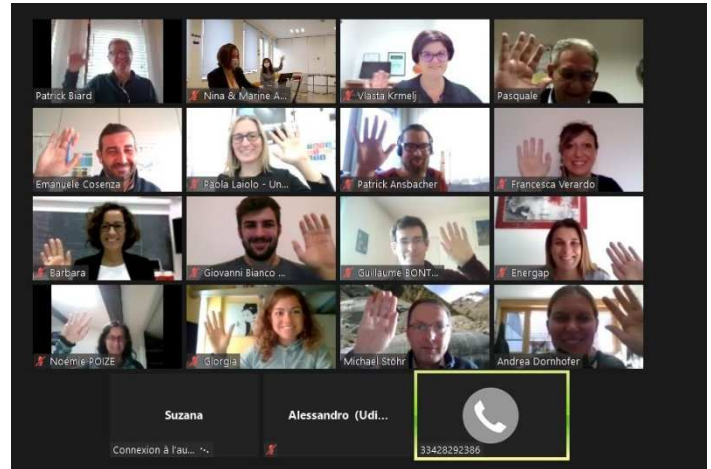 Patrick Biard
Nina & Marine A...
Vlasta Krmelj
Pasquale
Emanuele Cosenza
Paola Laiolo - Un...
Patrick Ansbacher
Francesca Verardo
Barbara
Giovanni Bianco ...
Guillaume BONT...
Energap
Noémie POIZE
Giorgia
Michael Stöhr
Andrea Dornhofer
Suzana
Connexion à l'au...
Alessandro (Udi...
33428292386